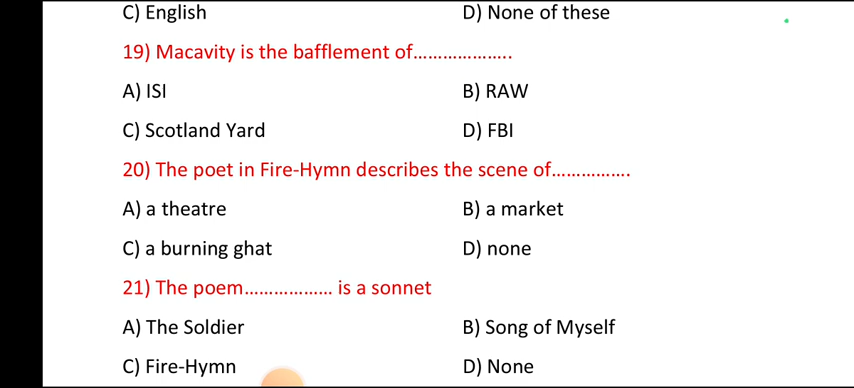 C) English D) None of these
19) Macavity is the bafflement of………………..
A) ISI B) RAW
C) Scotland Yard D) FBI
20) The poet in Fire-Hymn describes the scene of…………….
A) a theatre B) a market
C) a burning ghat D) none
21) The poem……………… is a sonnet
A) The Soldier B) Song of Myself
C) Fire-Hymn D) None